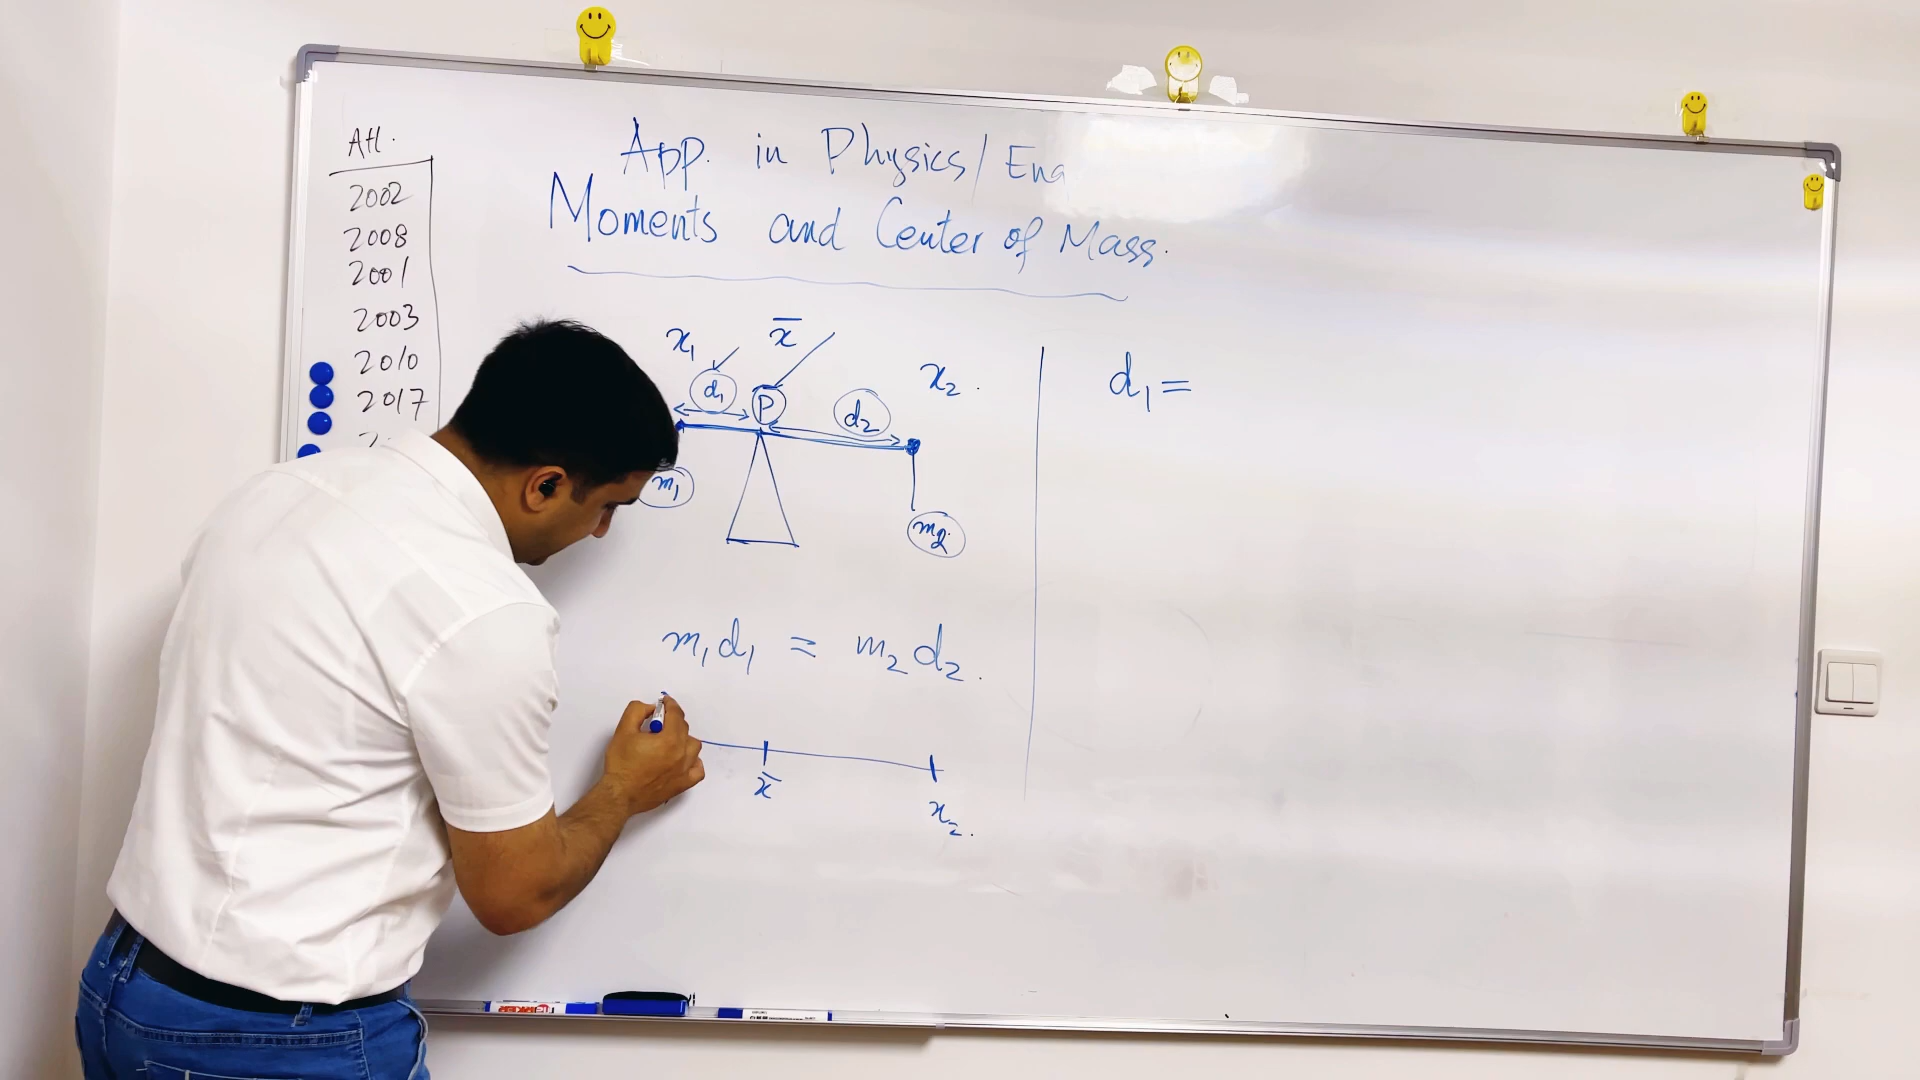 Att.
2002
2008
2001
2003
2010
2017
App. in Physics/Eng
Moments and Center of Mass.
x₁ x̄ x₂.
d₁ P d₂
m₁ m₂
m₁d₁ = m₂d₂.
x̄ x₂.
d₁=